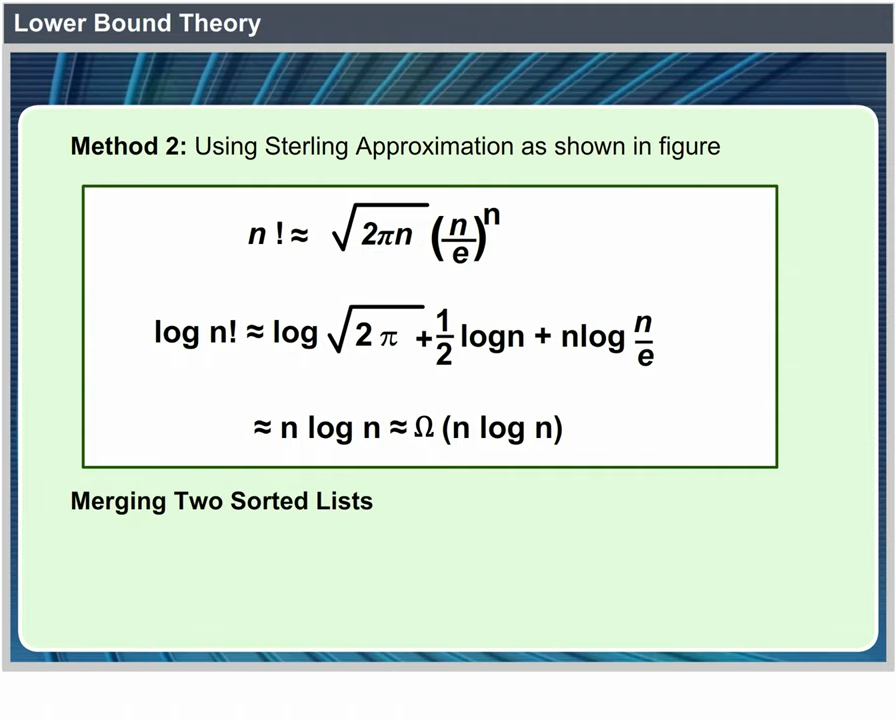 Lower Bound Theory
Method 2: Using Sterling Approximation as shown in figure
n ! ≈ √2πn (n/e)^n
log n! ≈ log √2 π + 1/2 logn + nlog n/e
≈ n log n ≈ Ω (n log n)
Merging Two Sorted Lists